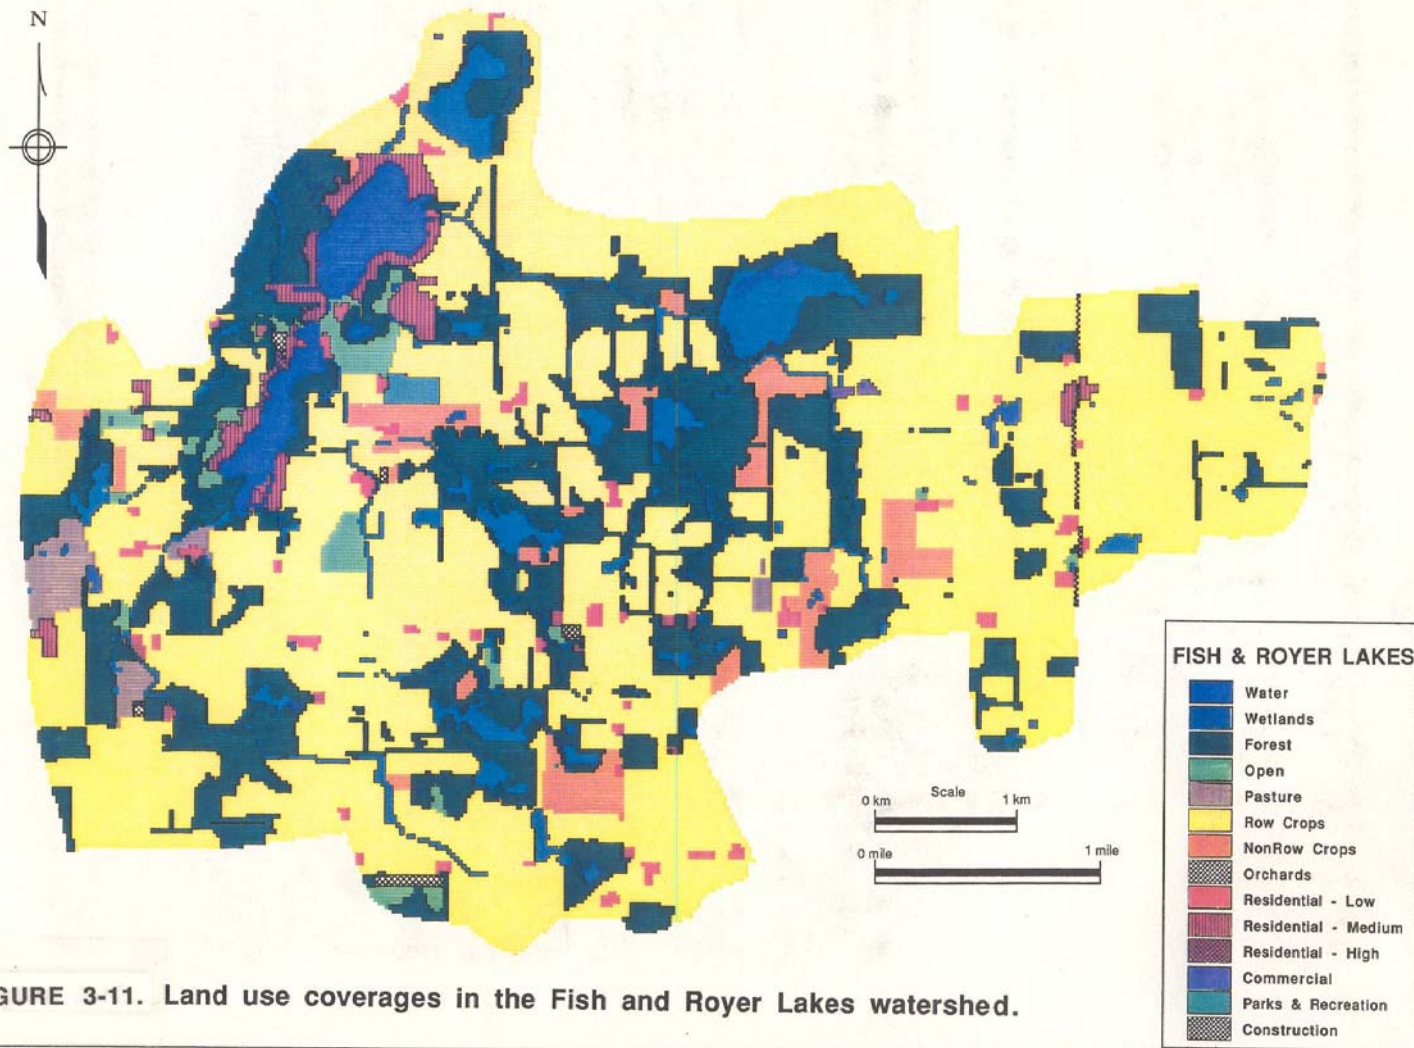 N
FISH & ROYER LAKES
Water
Wetlands
Forest
Open
Pasture
Row Crops
NonRow Crops
Orchards
Residential - Low
Residential - Medium
Residential - High
Commercial
Parks & Recreation
Construction
Scale
0 km 1 km
0 mile 1 mile
GURE 3-11. Land use coverages in the Fish and Royer Lakes watershed.